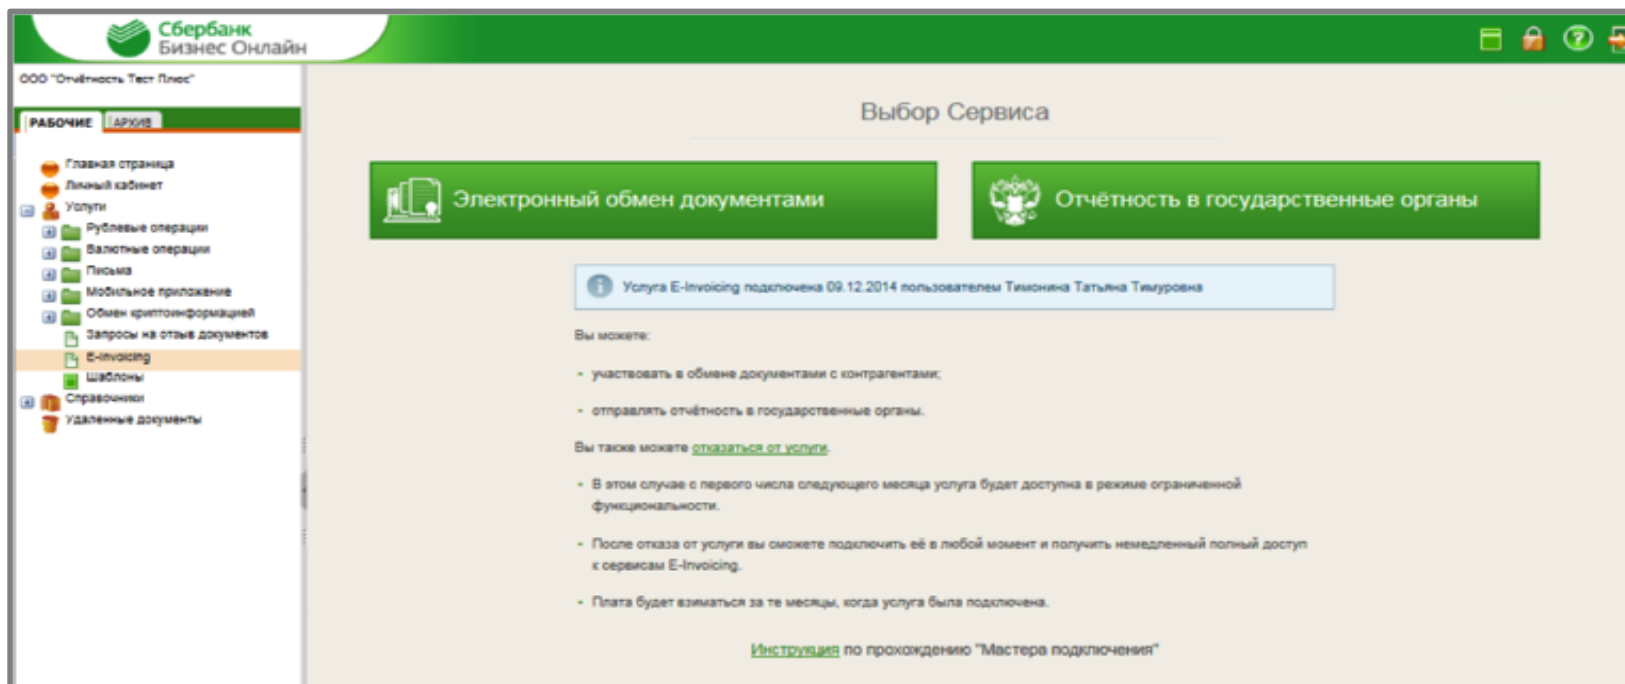 Сбербанк
Бизнес Онлайн
ООО "Отчётность Тест Плюс"
РАБОЧИЕ
АРХИВ
Главная страница
Личный кабинет
Услуги
Рублевые операции
Валютные операции
Письма
Мобильное приложение
Обмен криптоинформацией
Запросы на отзыв документов
E-Invoicing
Шаблоны
Справочники
Удаленные документы
Выбор Сервиса
Электронный обмен документами
Отчётность в государственные органы
Услуга E-Invoicing подключена 09.12.2014 пользователем Тимонина Татьяна Тимуровна
Вы можете:
- участвовать в обмене документами с контрагентами;
- отправлять отчётность в государственные органы.
Вы также можете отказаться от услуги.
- В этом случае с первого числа следующего месяца услуга будет доступна в режиме ограниченной
функциональности.
- После отказа от услуги вы сможете подключить её в любой момент и получить немедленный полный доступ
к сервисам E-Invoicing.
- Плата будет взиматься за те месяцы, когда услуга была подключена.
Инструкция по прохождению "Мастера подключения"